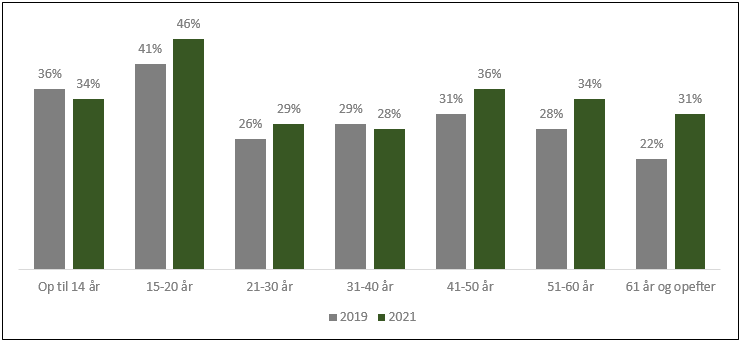 46%
41%
36%
34%
26%
29%
29%
28%
31%
36%
28%
34%
22%
31%
Op til 14 år
15-20 år
21-30 år
31-40 år
41-50 år
51-60 år
61 år og opefter
2019
2021